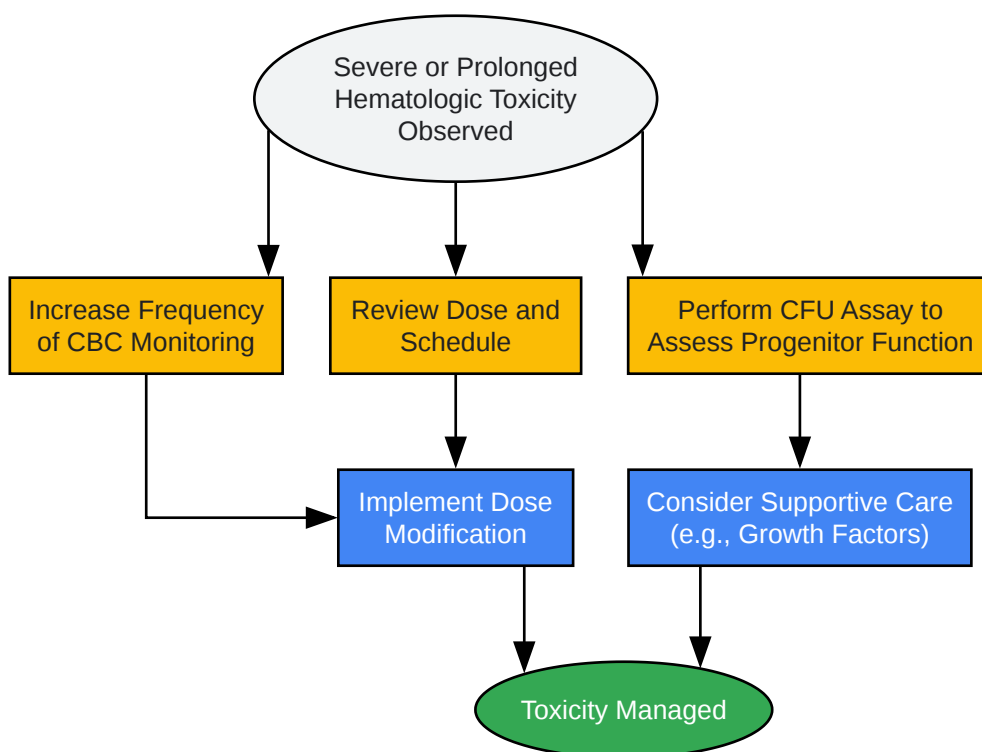 Severe or Prolonged
Hematologic Toxicity
Observed
Increase Frequency
of CBC Monitoring
Review Dose and
Schedule
Perform CFU Assay to
Assess Progenitor Function
Implement Dose
Modification
Consider Supportive Care
(e.g., Growth Factors)
Toxicity Managed